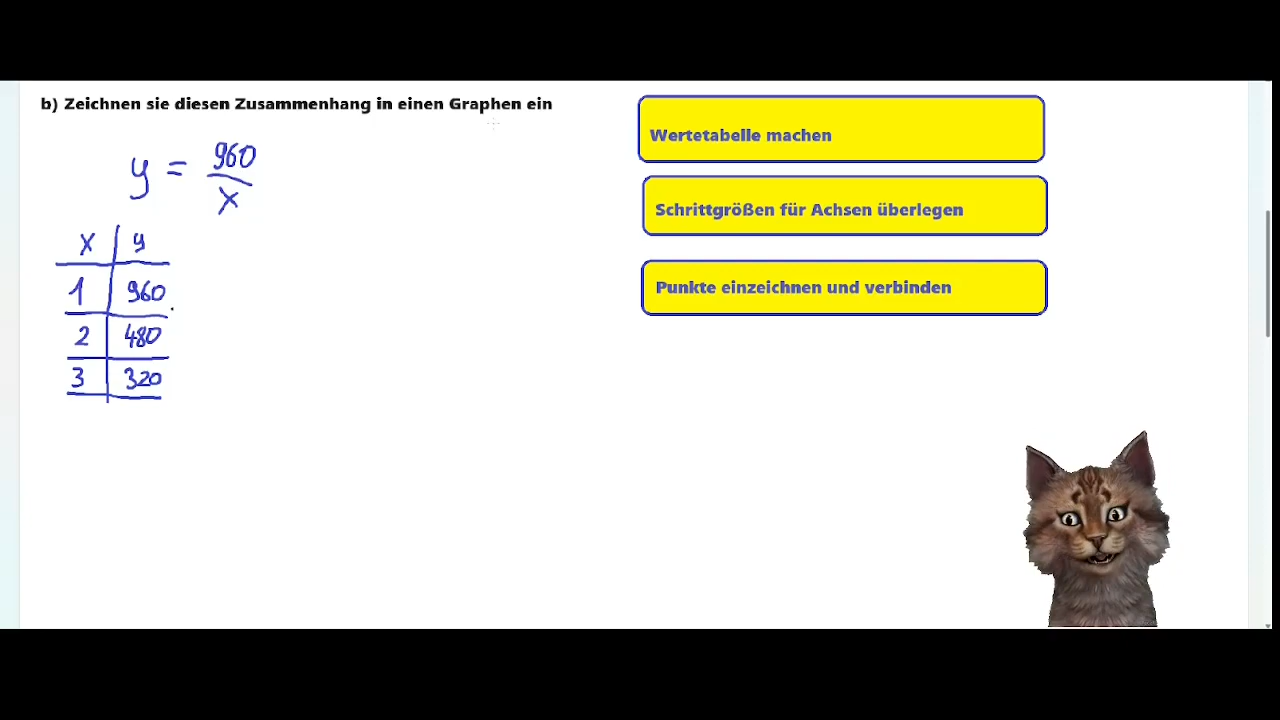 b) Zeichnen sie diesen Zusammenhang in einen Graphen ein
y = 960/x
x | y
1 | 960
2 | 480
3 | 320
Wertetabelle machen
Schrittgrößen für Achsen überlegen
Punkte einzeichnen und verbinden